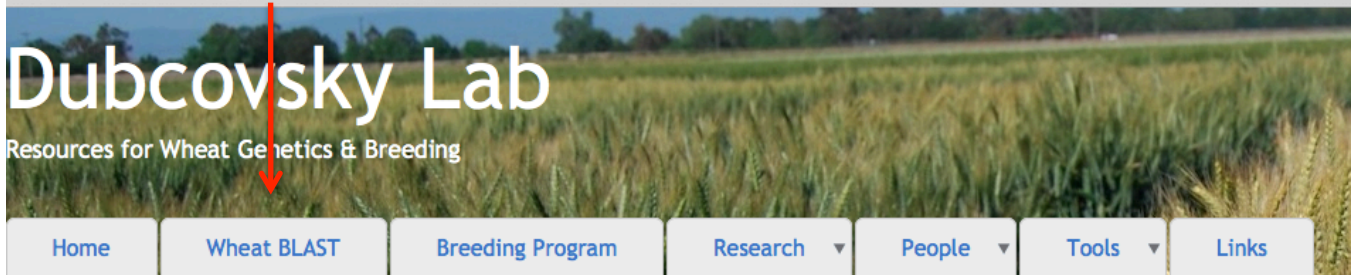 Dubcovsky Lab
Resources for Wheat Genetics & Breeding
Home Wheat BLAST Breeding Program Research People Tools Links